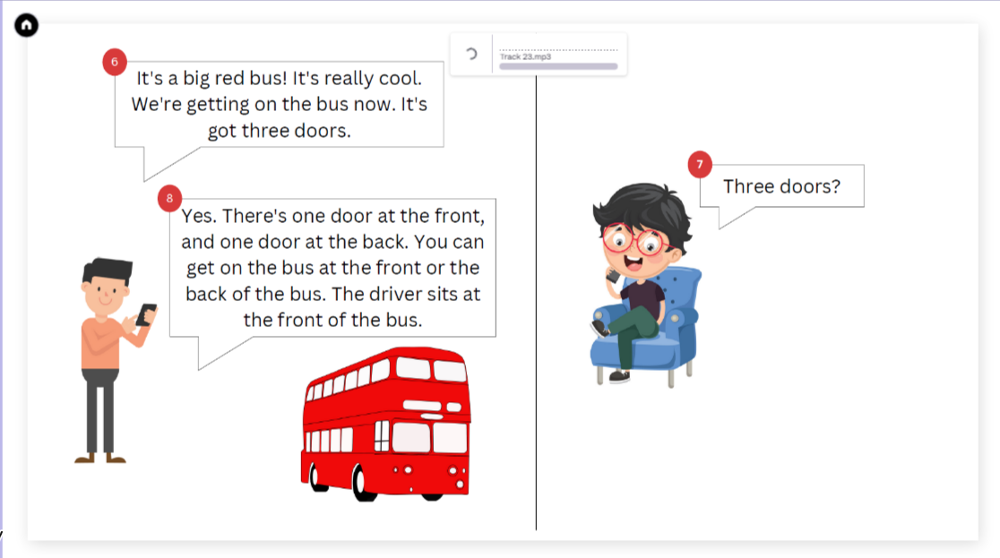 Track 23.mp3
6
It's a big red bus! It's really cool.
We're getting on the bus now. It's
got three doors.
7
Three doors?
8
Yes. There's one door at the front,
and one door at the back. You can
get on the bus at the front or the
back of the bus. The driver sits at
the front of the bus.